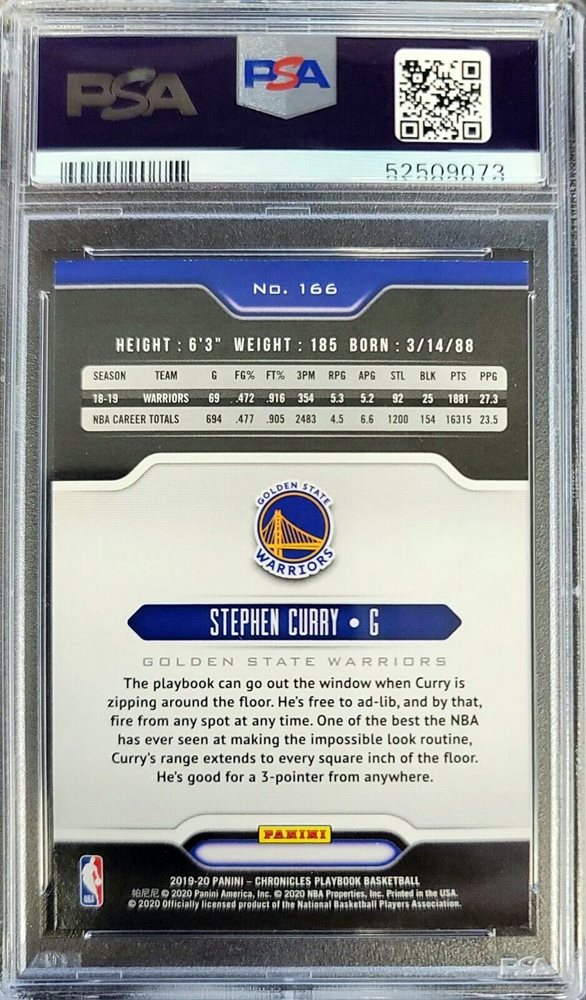 PSA
PSA
52509073
No. 166
HEIGHT : 6'3" WEIGHT : 185 BORN : 3/14/88
SEASON TEAM G FG% FT% 3PM RPG APG STL BLK PTS PPG
18-19 WARRIORS 69 .472 .916 354 5.3 5.2 92 25 1881 27.3
NBA CAREER TOTALS 694 .477 .905 2483 4.5 6.6 1200 154 16315 23.5
GOLDEN STATE
WARRIORS
STEPHEN CURRY • G
GOLDEN STATE WARRIORS
The playbook can go out the window when Curry is
zipping around the floor. He's free to ad-lib, and by that,
fire from any spot at any time. One of the best the NBA
has ever seen at making the impossible look routine,
Curry's range extends to every square inch of the floor.
He's good for a 3-pointer from anywhere.
PANINI
2019-20 PANINI – CHRONICLES PLAYBOOK BASKETBALL
帕尼尼 © 2020 Panini America, Inc. © 2020 NBA Properties, Inc. Printed in the USA.
© 2020 Officially licensed product of the National Basketball Players Association.
NBA
PSA